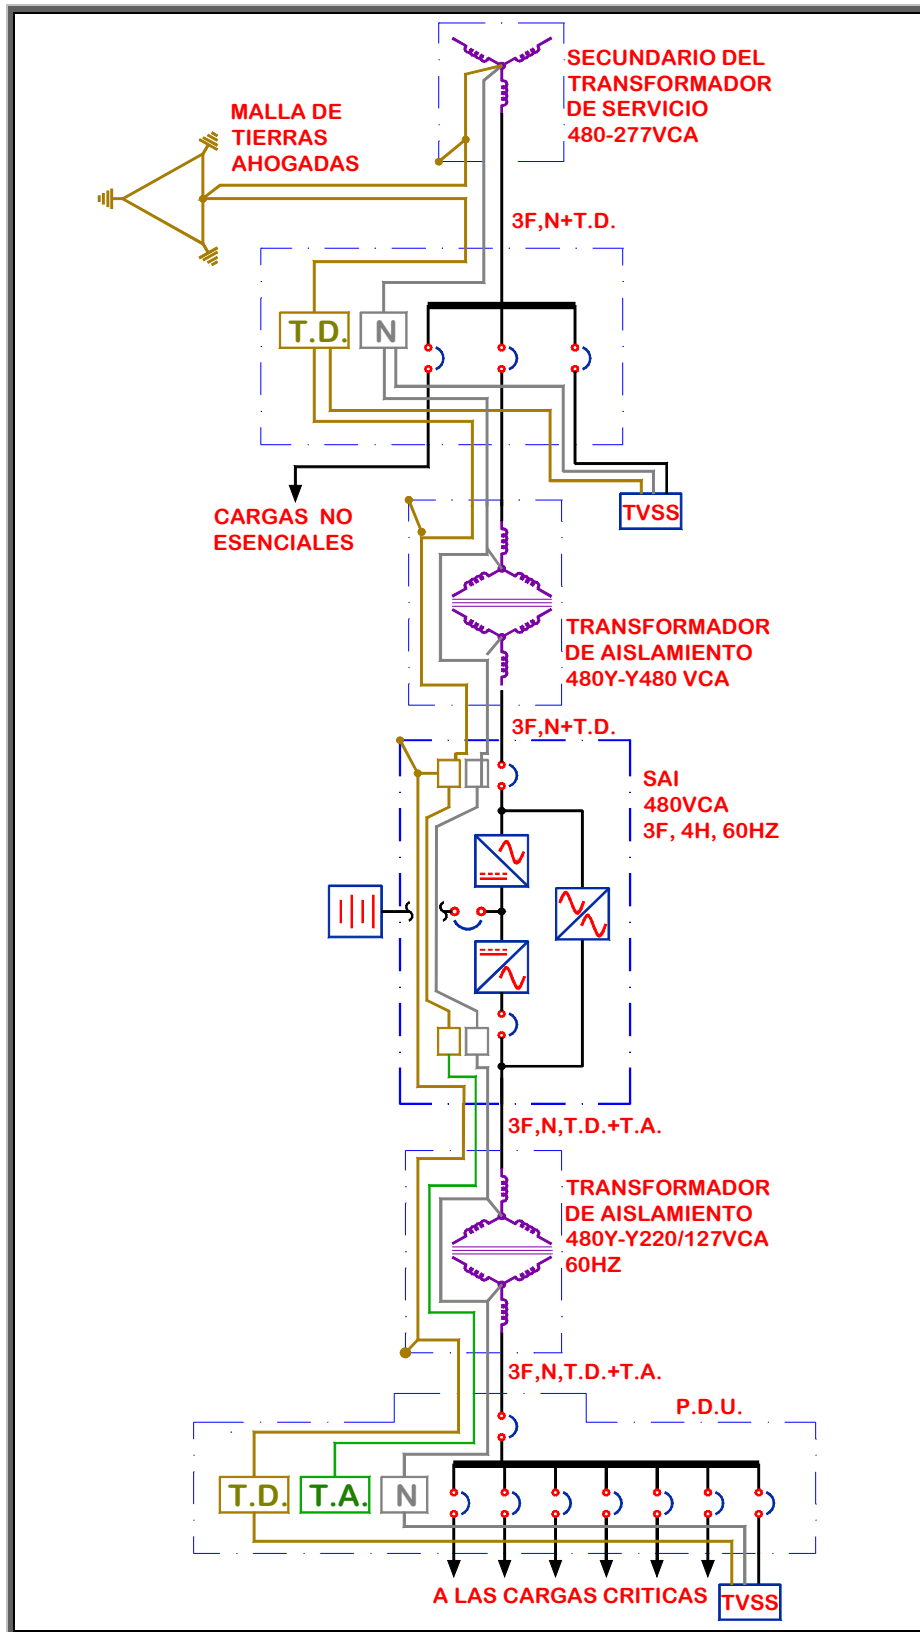 SECUNDARIO DEL
TRANSFORMADOR
DE SERVICIO
480-277VCA
MALLA DE
TIERRAS
AHOGADAS
3F,N+T.D.
T.D.
N
CARGAS NO
ESENCIALES
TVSS
TRANSFORMADOR
DE AISLAMIENTO
480Y-Y480 VCA
3F,N+T.D.
SAI
480VCA
3F, 4H, 60HZ
3F,N,T.D.+T.A.
TRANSFORMADOR
DE AISLAMIENTO
480Y-Y220/127VCA
60HZ
3F,N,T.D.+T.A.
P.D.U.
T.D.
T.A.
N
A LAS CARGAS CRITICAS
TVSS